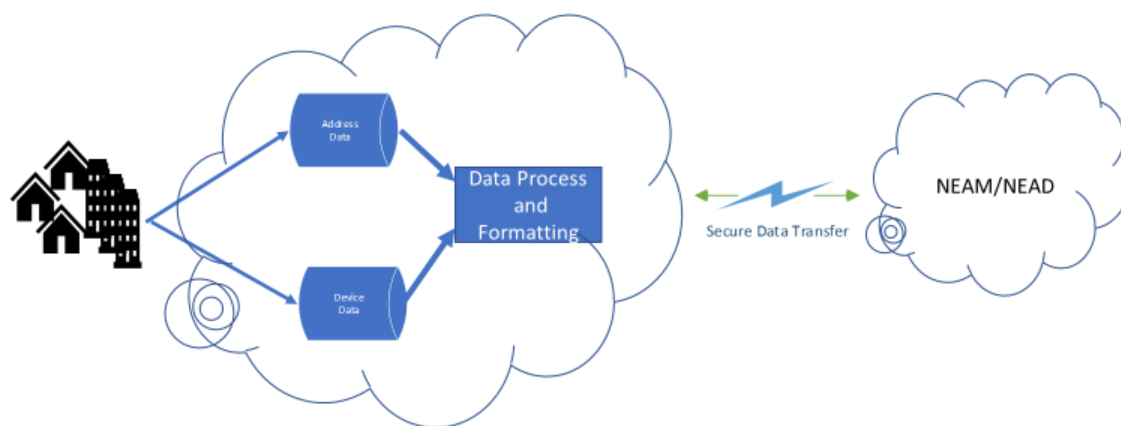 Address
Data
Data Process
and
Formatting
Device
Data
Secure Data Transfer
NEAM/NEAD